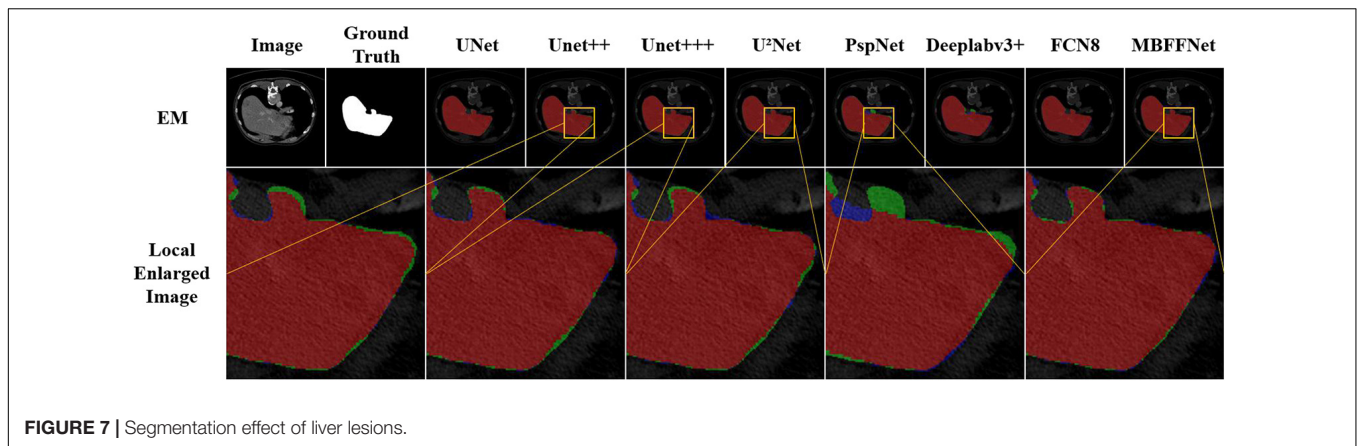 Image Ground Truth UNet Unet++ Unet+++ U²Net PspNet Deeplabv3+ FCN8 MBFFNet
EM
Local
Enlarged
Image
FIGURE 7 | Segmentation effect of liver lesions.